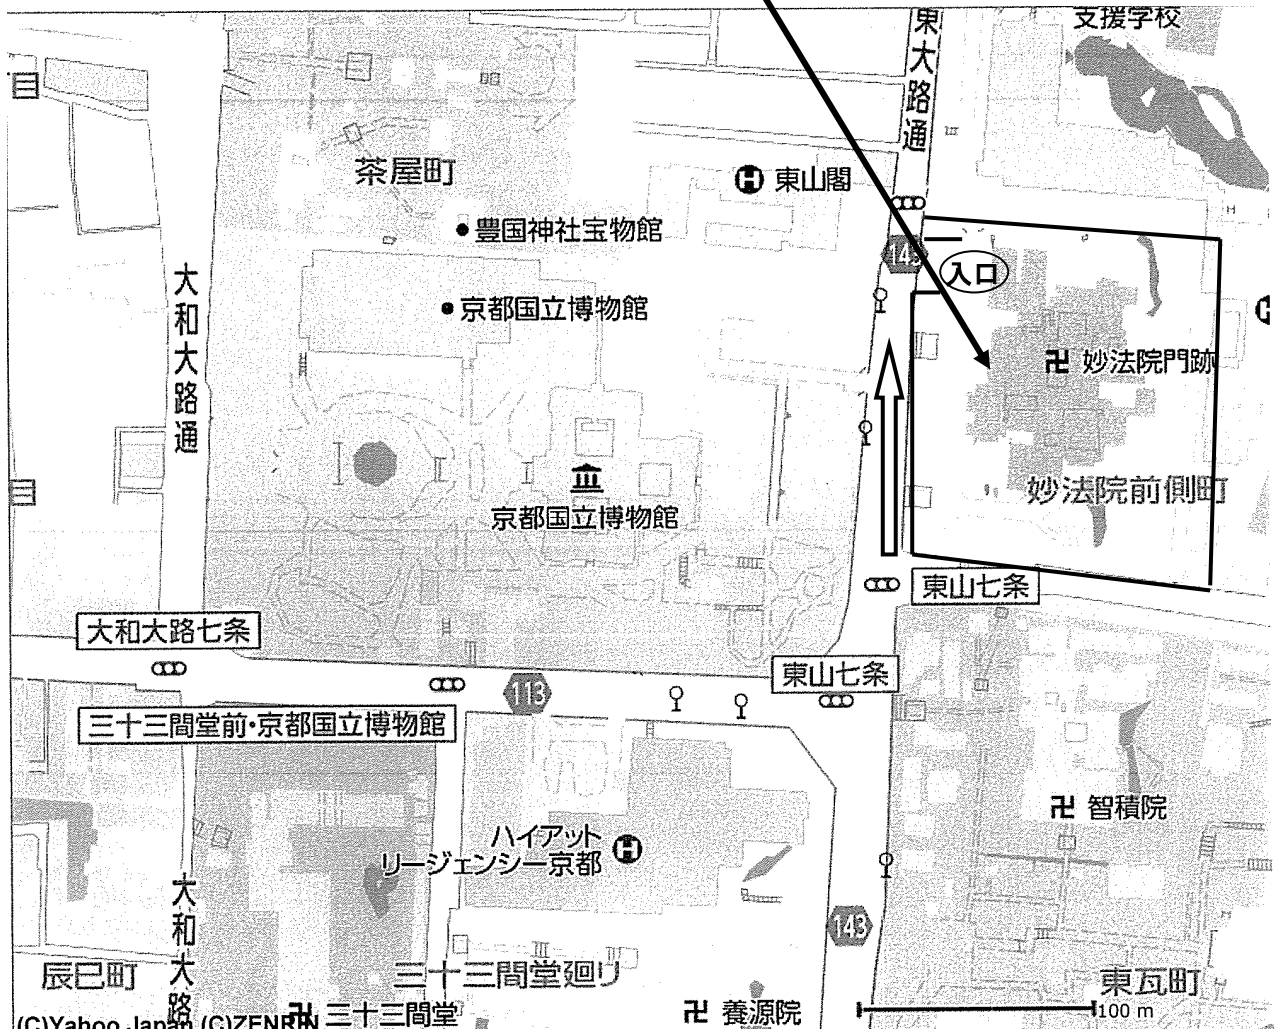 支援学校
東大路通
目
茶屋町
H 東山閣
豊国神社宝物館
143
入口
大和大路通
京都国立博物館
卍 妙法院門跡
妙法院前側町
京都国立博物館
東山七条
大和大路七条
東山七条
113
三十三間堂前・京都国立博物館
卍 智積院
ハイアット
リージェンシー京都
H
大和大路
143
辰巳町
三十三間堂廻り
東瓦町
卍 三十三間堂
卍 養源院
100 m
(C)Yahoo Japan (C)ZENRIN